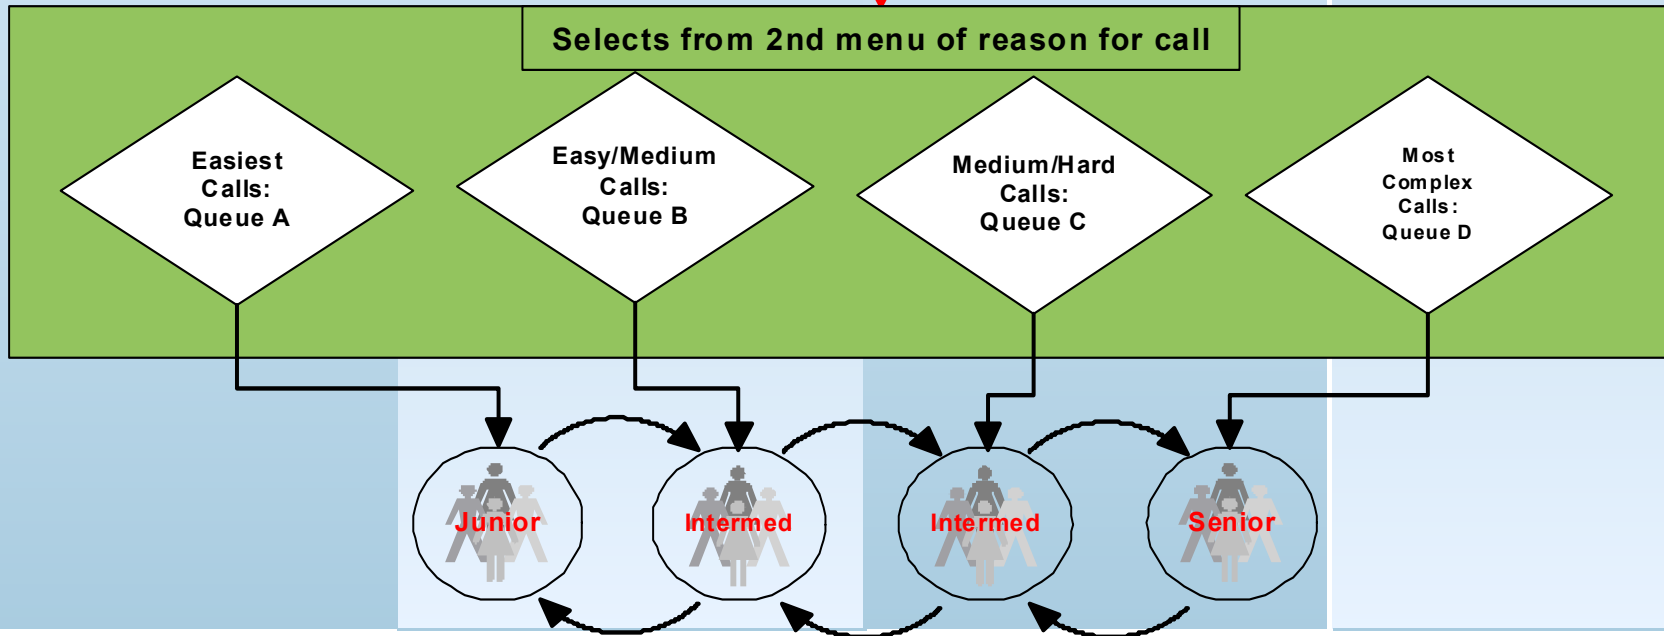 Selects from 2nd menu of reason for call
Easiest
Calls:
Queue A
Easy/Medium
Calls:
Queue B
Medium/Hard
Calls:
Queue C
Most
Complex
Calls:
Queue D
Junior
Intermed
Intermed
Senior